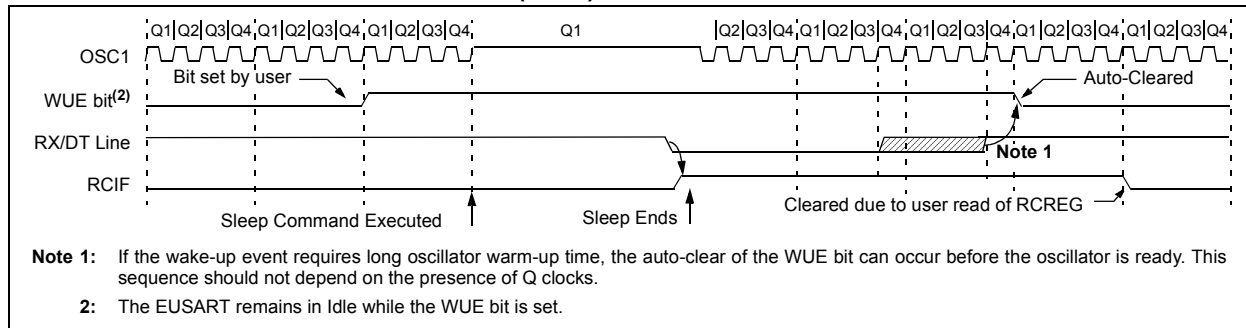 Q1 Q2 Q3 Q4 Q1 Q2 Q3 Q4 Q1 Q2 Q3 Q4 Q1 Q2 Q3 Q4 Q1 Q2 Q3 Q4 Q1 Q2 Q3 Q4 Q1 Q2 Q3 Q4
OSC1
Bit set by user
Auto-Cleared
WUE bit(2)
RX/DT Line
Note 1
RCIF
Sleep Command Executed
Sleep Ends
Cleared due to user read of RCREG
Note 1: If the wake-up event requires long oscillator warm-up time, the auto-clear of the WUE bit can occur before the oscillator is ready. This
sequence should not depend on the presence of Q clocks.
2: The EUSART remains in Idle while the WUE bit is set.